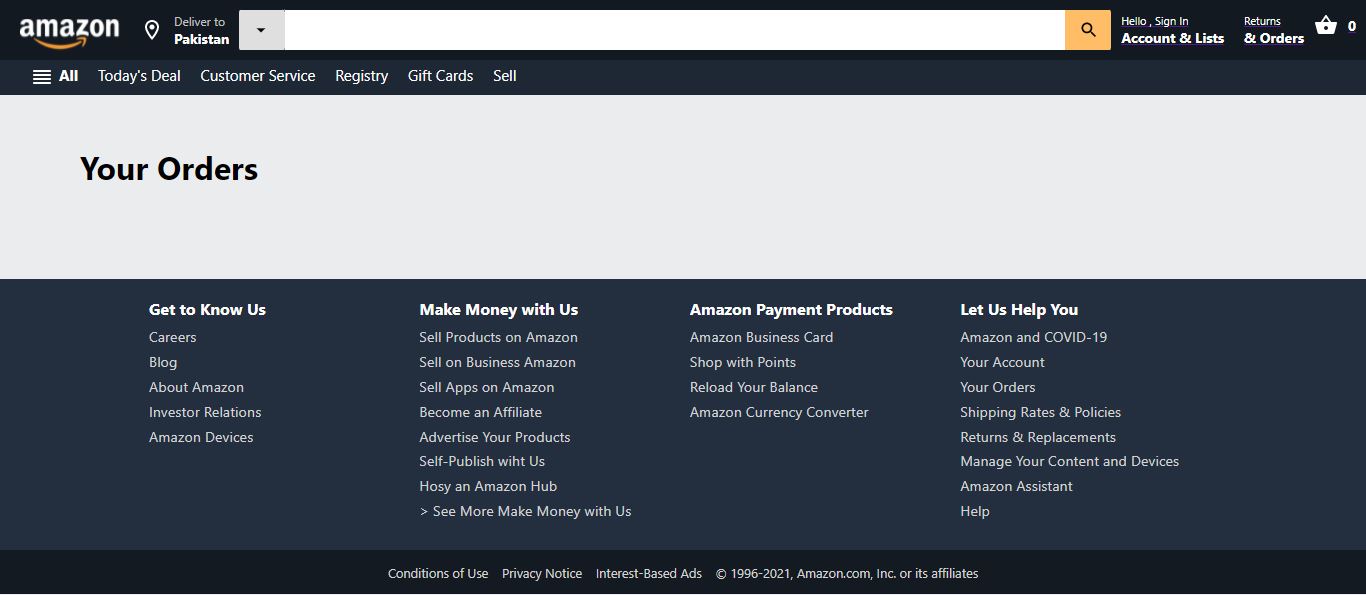 amazon
Deliver to
Pakistan
Hello , Sign In
Account & Lists
Returns
& Orders
0
All Today's Deal Customer Service Registry Gift Cards Sell
Your Orders
Get to Know Us
Careers
Blog
About Amazon
Investor Relations
Amazon Devices
Make Money with Us
Sell Products on Amazon
Sell on Business Amazon
Sell Apps on Amazon
Become an Affiliate
Advertise Your Products
Self-Publish wiht Us
Hosy an Amazon Hub
> See More Make Money with Us
Amazon Payment Products
Amazon Business Card
Shop with Points
Reload Your Balance
Amazon Currency Converter
Let Us Help You
Amazon and COVID-19
Your Account
Your Orders
Shipping Rates & Policies
Returns & Replacements
Manage Your Content and Devices
Amazon Assistant
Help
Conditions of Use Privacy Notice Interest-Based Ads © 1996-2021, Amazon.com, Inc. or its affiliates